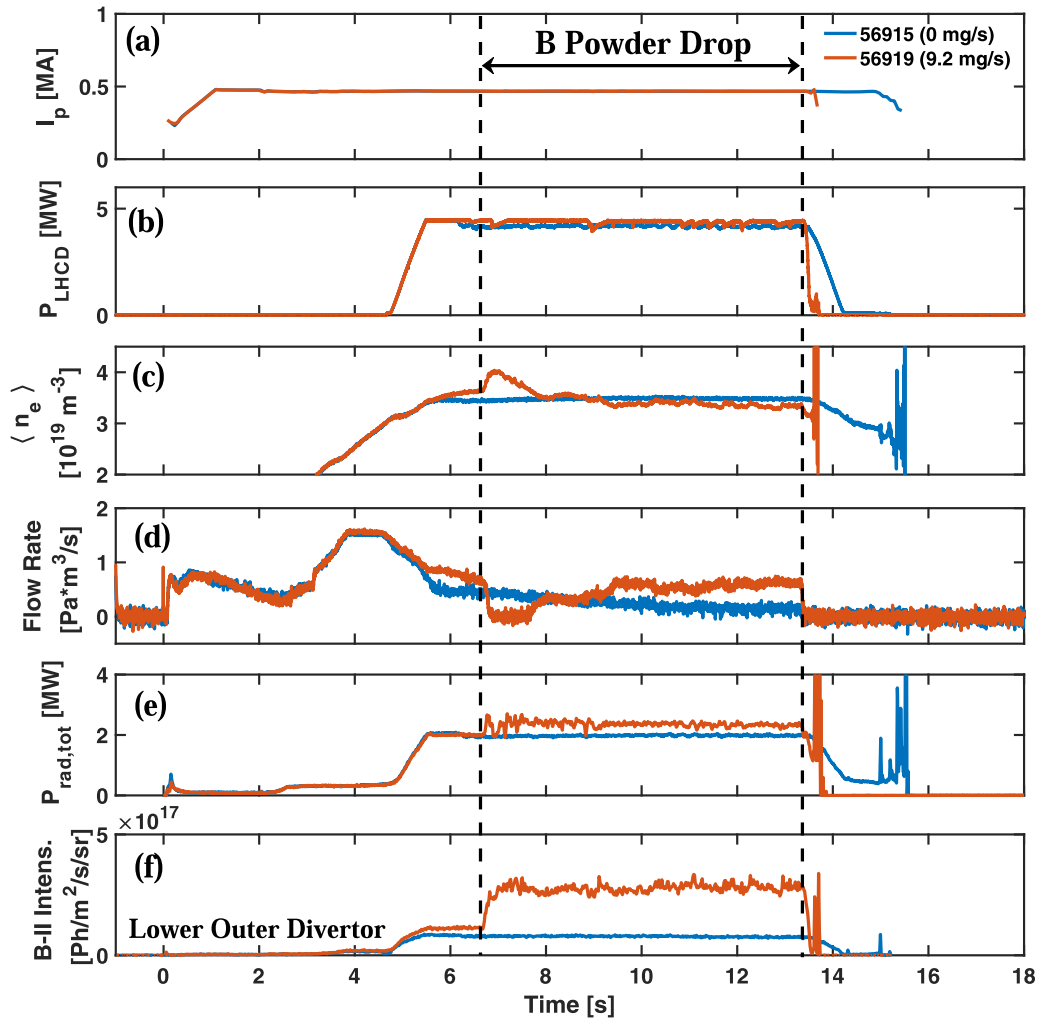 (a)
B Powder Drop
56915 (0 mg/s)
56919 (9.2 mg/s)
I_p [MA]
1
0.5
0
(b)
P_LHCD [MW]
5
0
(c)
⟨ n_e ⟩
[10^19 m^-3]
4
3
2
(d)
Flow Rate
[Pa*m^3/s]
2
1
0
(e)
P_rad,tot [MW]
4
2
0
×10^17
(f)
B-II Intens.
[Ph/m^2/s/sr]
5
0
Lower Outer Divertor
0 2 4 6 8 10 12 14 16 18
Time [s]